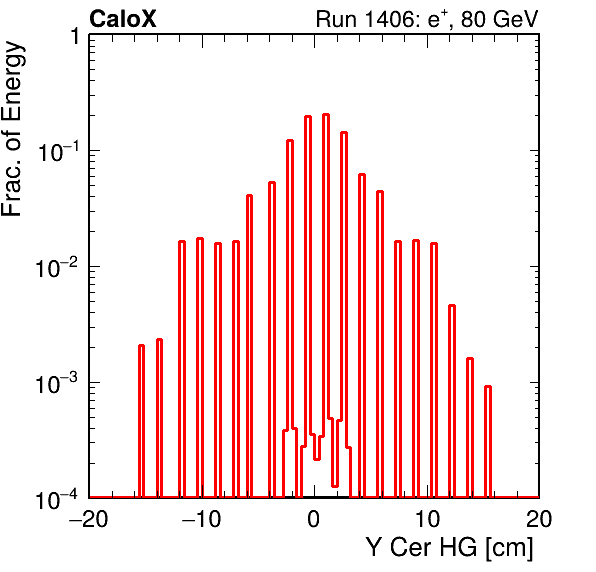 CaloX Run 1406: e⁺, 80 GeV
Frac. of Energy
1
10⁻¹
10⁻²
10⁻³
10⁻⁴
−20 −10 0 10 20
Y Cer HG [cm]